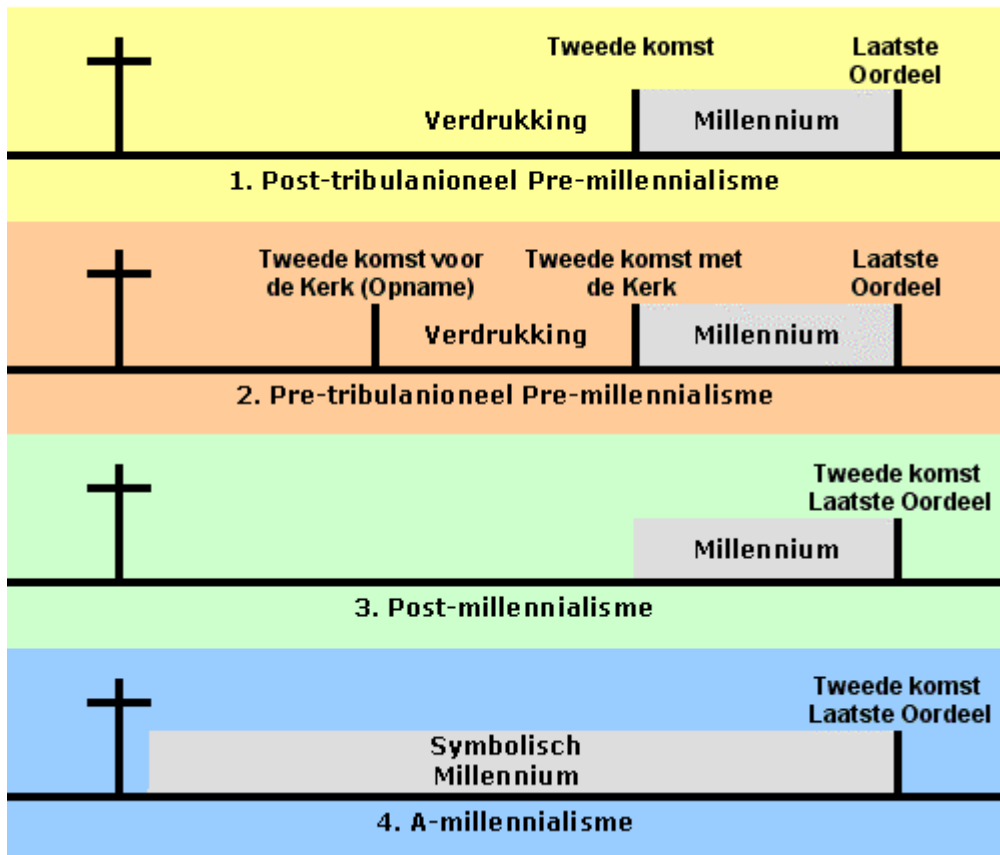 Tweede komst
Laatste
Oordeel
Verdrukking
Millennium
1. Post-tribulanioneel Pre-millennialisme
Tweede komst voor
de Kerk (Opname)
Tweede komst met
de Kerk
Laatste
Oordeel
Verdrukking
Millennium
2. Pre-tribulanioneel Pre-millennialisme
Tweede komst
Laatste Oordeel
Millennium
3. Post-millennialisme
Tweede komst
Laatste Oordeel
Symbolisch
Millennium
4. A-millennialisme